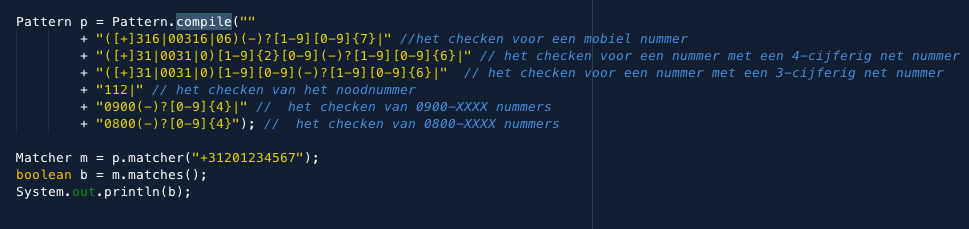 Pattern p = Pattern.compile(""
+ "([+]316|00316|06)(-)?[1-9][0-9]{7}|" //het checken voor een mobiel nummer
+ "([+]31|0031|0)[1-9]{2}[0-9](-)?[1-9][0-9]{6}|" // het checken voor een nummer met een 4-cijferig net nummer
+ "([+]31|0031|0)[1-9][0-9](-)?[1-9][0-9]{6}|"  // het checken voor een nummer met een 3-cijferig net nummer
+ "112|" // het checken van het noodnummer
+ "0900(-)?[0-9]{4}|" //  het checken van 0900-XXXX nummers
+ "0800(-)?[0-9]{4}"); //  het checken van 0800-XXXX nummers
Matcher m = p.matcher("+31201234567");
boolean b = m.matches();
System.out.println(b);